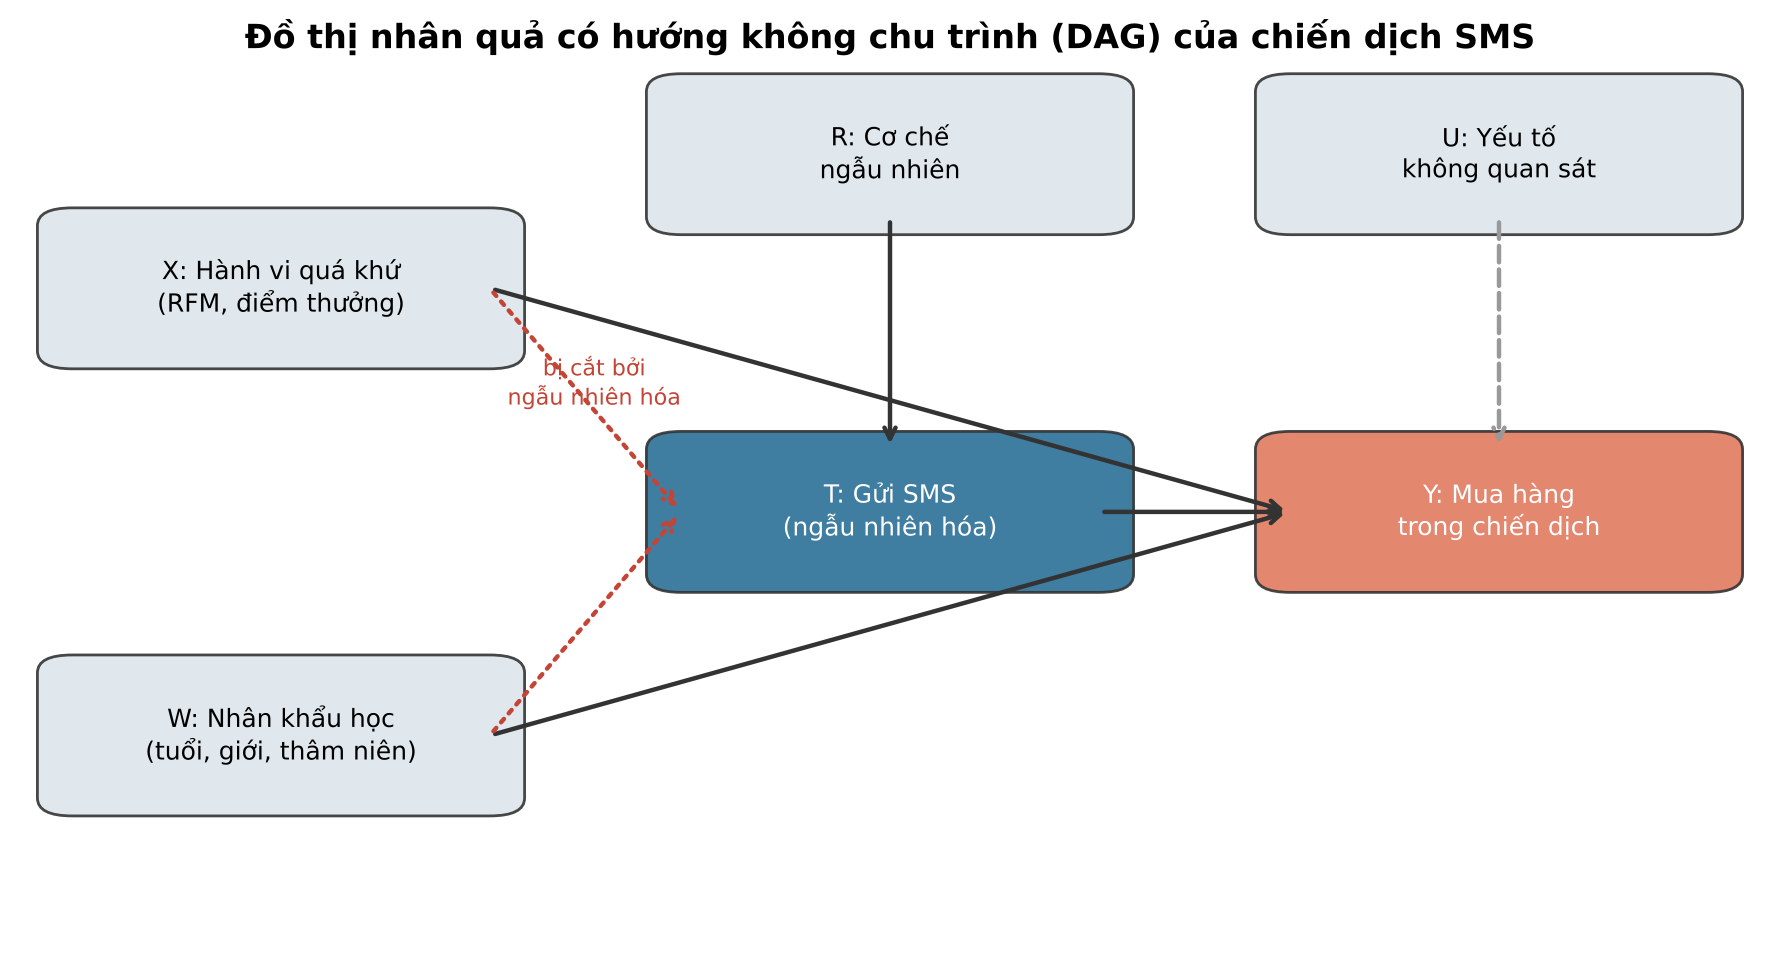 Đồ thị nhân quả có hướng không chu trình (DAG) của chiến dịch SMS
R: Cơ chế
ngẫu nhiên
U: Yếu tố
không quan sát
X: Hành vi quá khứ
(RFM, điểm thưởng)
bị cắt bởi
ngẫu nhiên hóa
T: Gửi SMS
(ngẫu nhiên hóa)
Y: Mua hàng
trong chiến dịch
W: Nhân khẩu học
(tuổi, giới, thâm niên)